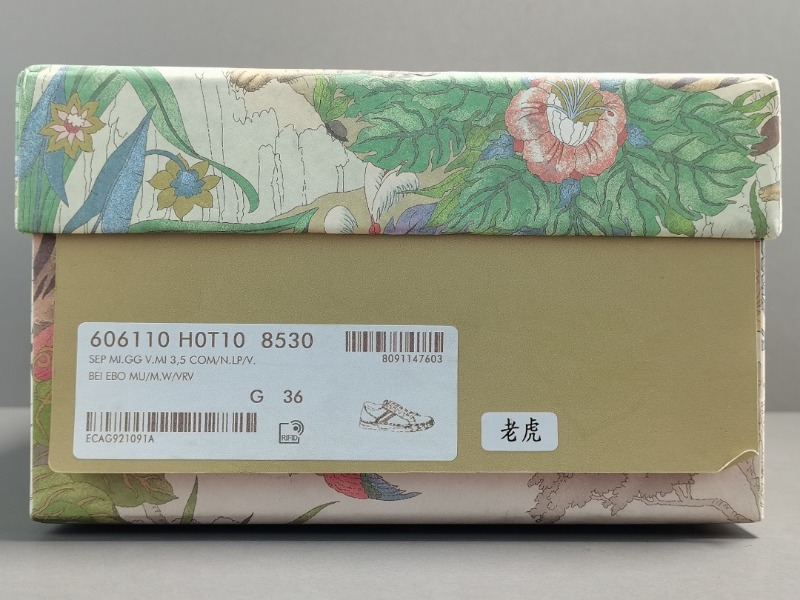 606110 H0T10 8530
8091147603
SEP MI.GG V.MI 3,5 COM/N.LP/V.
BEI EBO MU/M.W/VRV
G 36
ECAG921091A
RFID
老虎